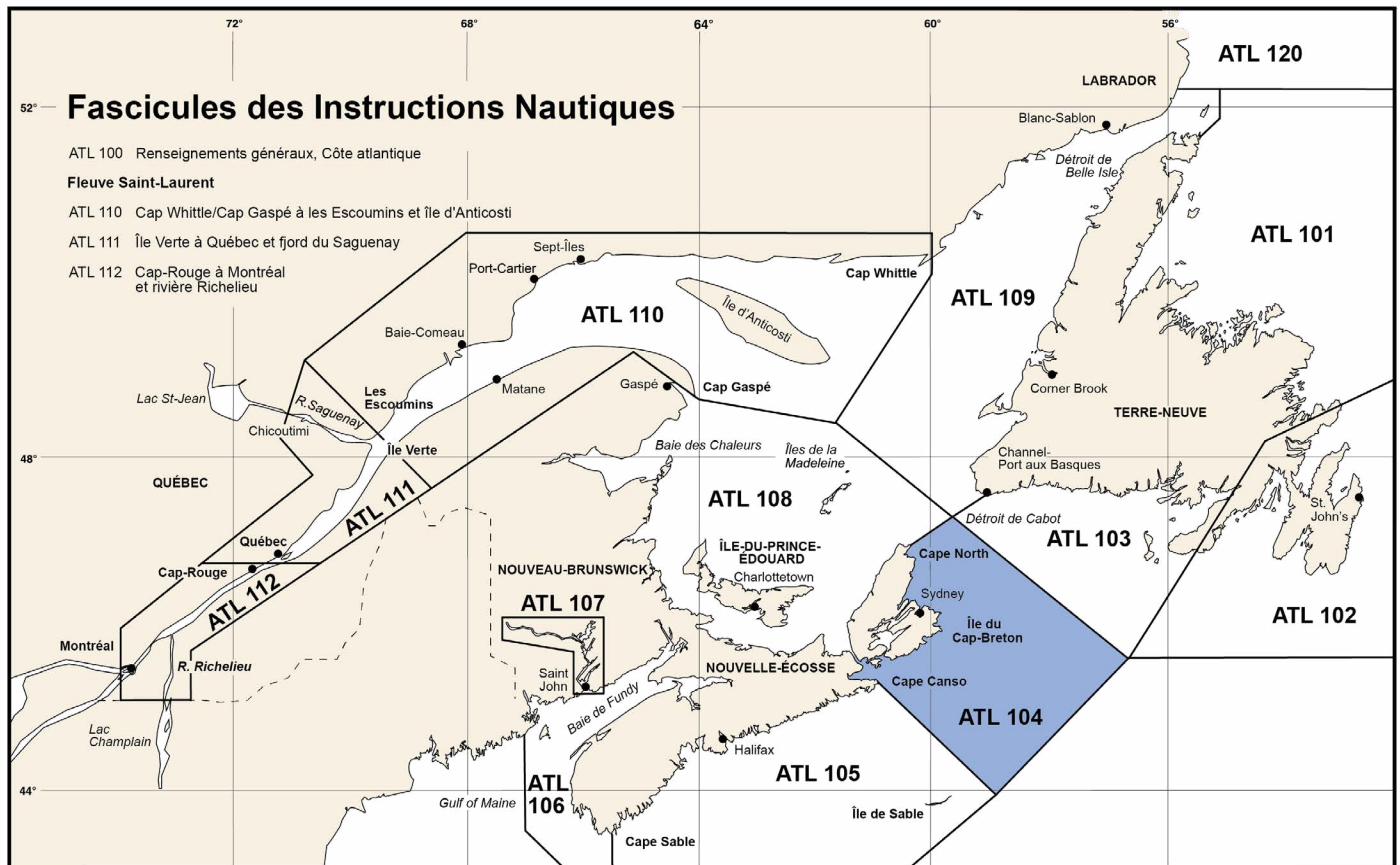 72°
68°
64°
60°
56°
ATL 120
LABRADOR
52°
Fascicules des Instructions Nautiques
Blanc-Sablon
ATL 100 Renseignements généraux, Côte atlantique
Détroit de
Belle Isle
Fleuve Saint-Laurent
ATL 110 Cap Whittle/Cap Gaspé à les Escoumins et île d'Anticosti
ATL 111 Île Verte à Québec et fjord du Saguenay
ATL 112 Cap-Rouge à Montréal
et rivière Richelieu
ATL 101
Sept-Îles
Port-Cartier
Cap Whittle
ATL 109
ATL 110
Île d'Anticosti
Baie-Comeau
Corner Brook
Gaspé
Cap Gaspé
Matane
Les
Escoumins
Lac St-Jean
R.Saguenay
Chicoutimi
TERRE-NEUVE
Île Verte
Baie des Chaleurs
Îles de la
Madeleine
48°
Channel-
Port aux Basques
QUÉBEC
ATL 111
ATL 108
St.
John's
Détroit de Cabot
ATL 103
Québec
Cap-Rouge
ÎLE-DU-PRINCE-
ÉDOUARD
Cape North
NOUVEAU-BRUNSWICK
Charlottetown
ATL 112
ATL 107
Sydney
ATL 102
Île du
Cap-Breton
Montréal
R. Richelieu
NOUVELLE-ÉCOSSE
Saint
John
Cape Canso
Baie de Fundy
ATL 104
Lac
Champlain
Halifax
ATL 105
44°
ATL
106
Gulf of Maine
Île de Sable
Cape Sable